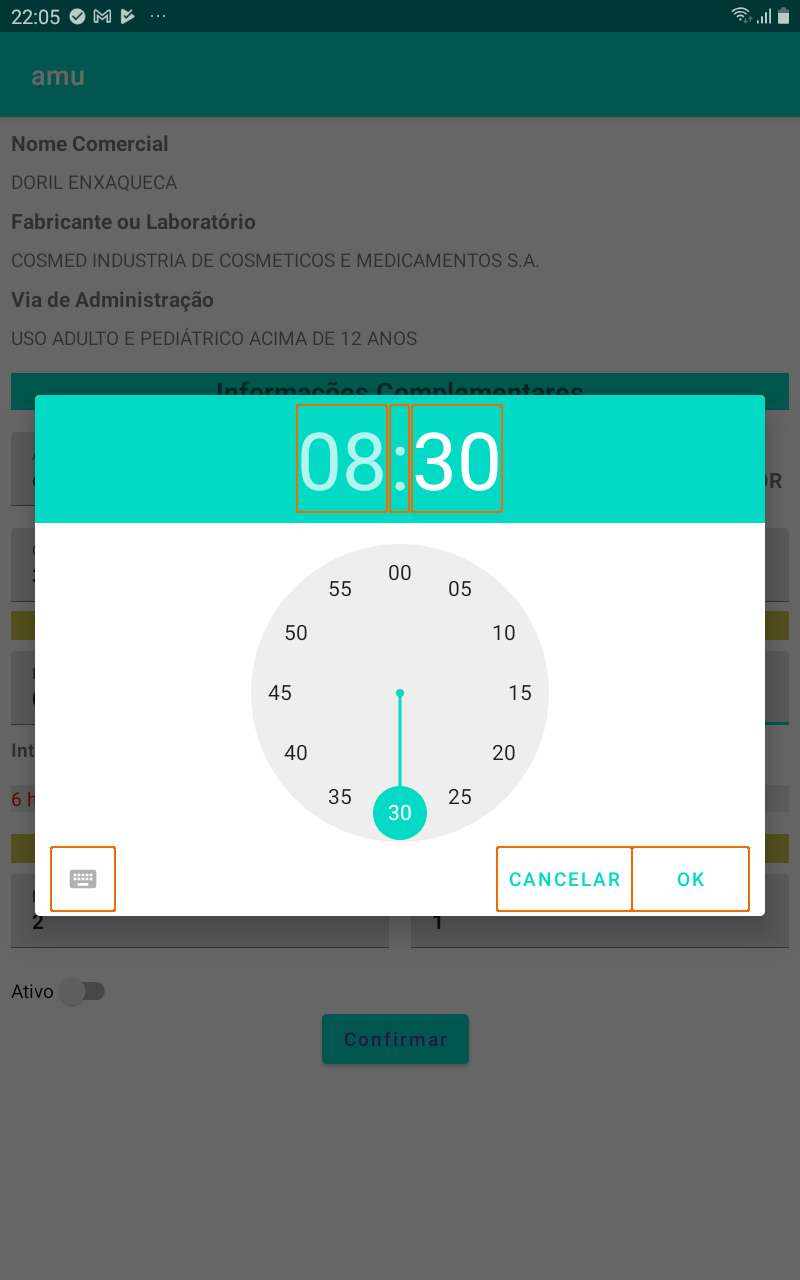 22:05
amu
Nome Comercial
DORIL ENXAQUECA
Fabricante ou Laboratório
COSMED INDUSTRIA DE COSMETICOS E MEDICAMENTOS S.A.
Via de Administração
USO ADULTO E PEDIÁTRICO ACIMA DE 12 ANOS
Informações Complementares
08:30
00
55
05
50
10
45
15
40
20
35
25
30
CANCELAR
OK
2
1
Ativo
Confirmar